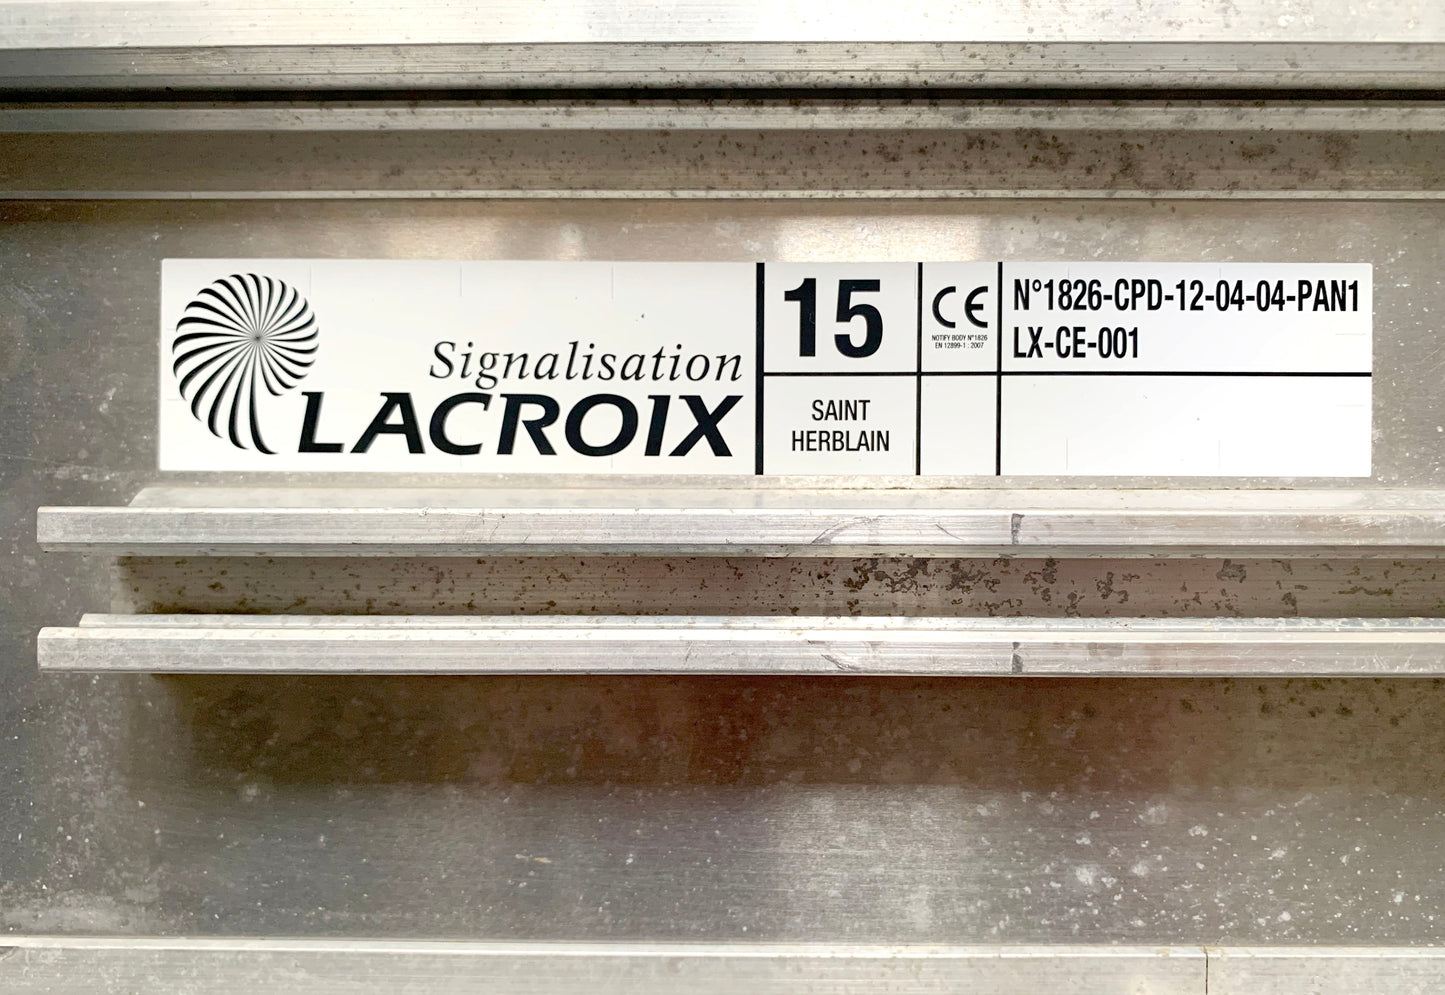 Signalisation
LACROIX
15
SAINT
HERBLAIN
CE
NOTIFY BODY N°1826
EN 12899-1 : 2007
N°1826-CPD-12-04-04-PAN1
LX-CE-001